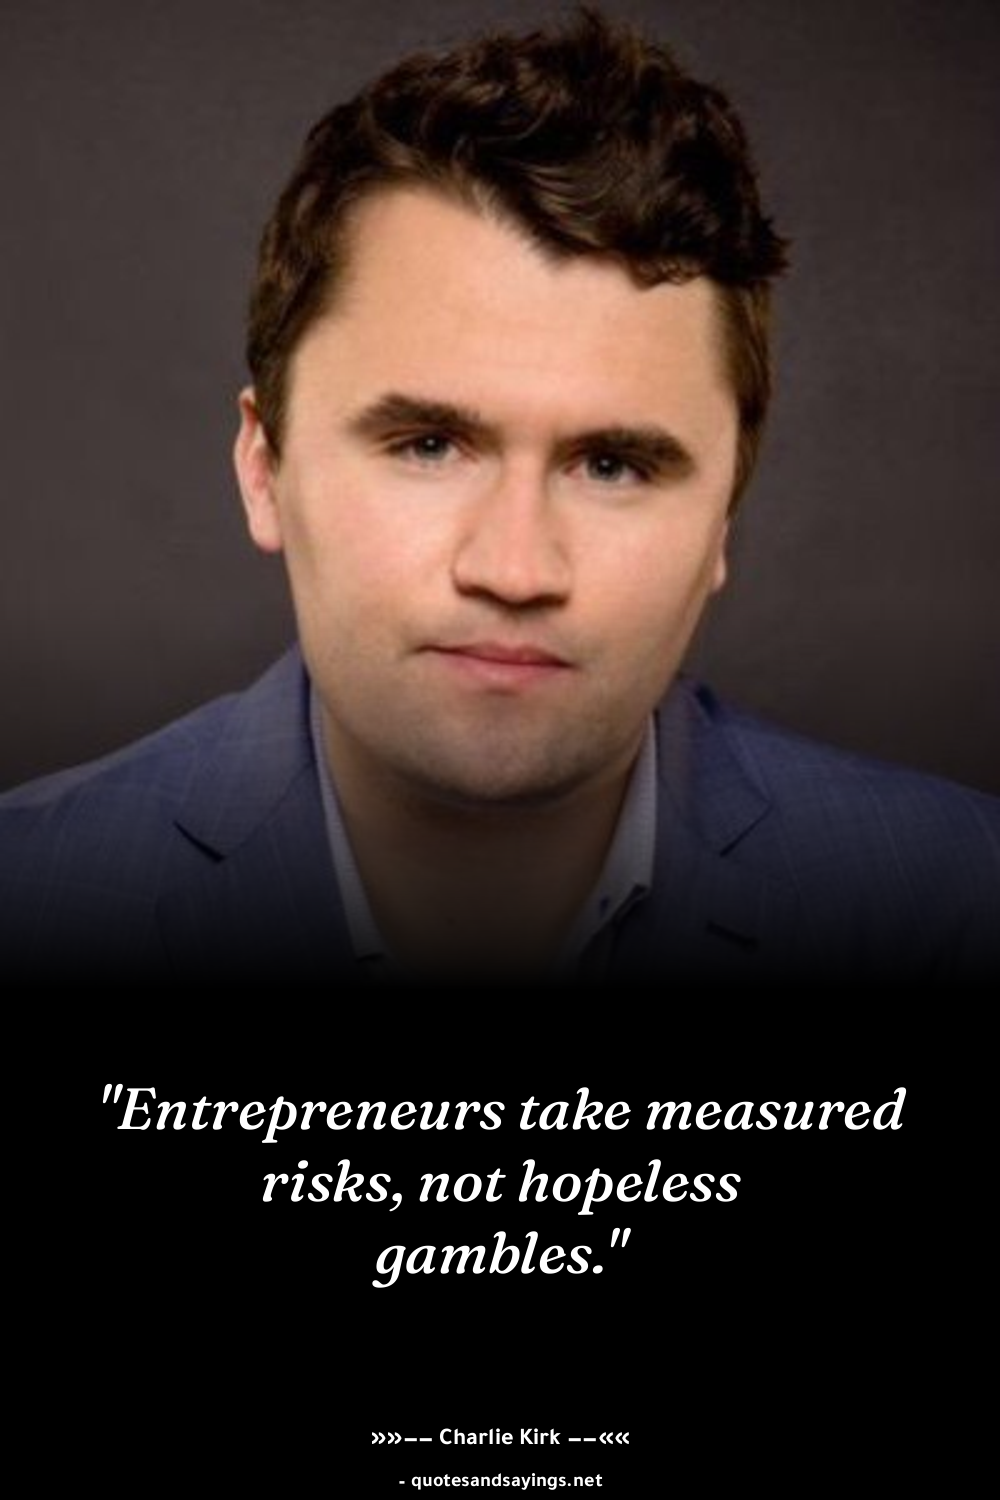 "Entrepreneurs take measured
risks, not hopeless
gambles."
»»–– Charlie Kirk ––««
- quotesandsayings.net